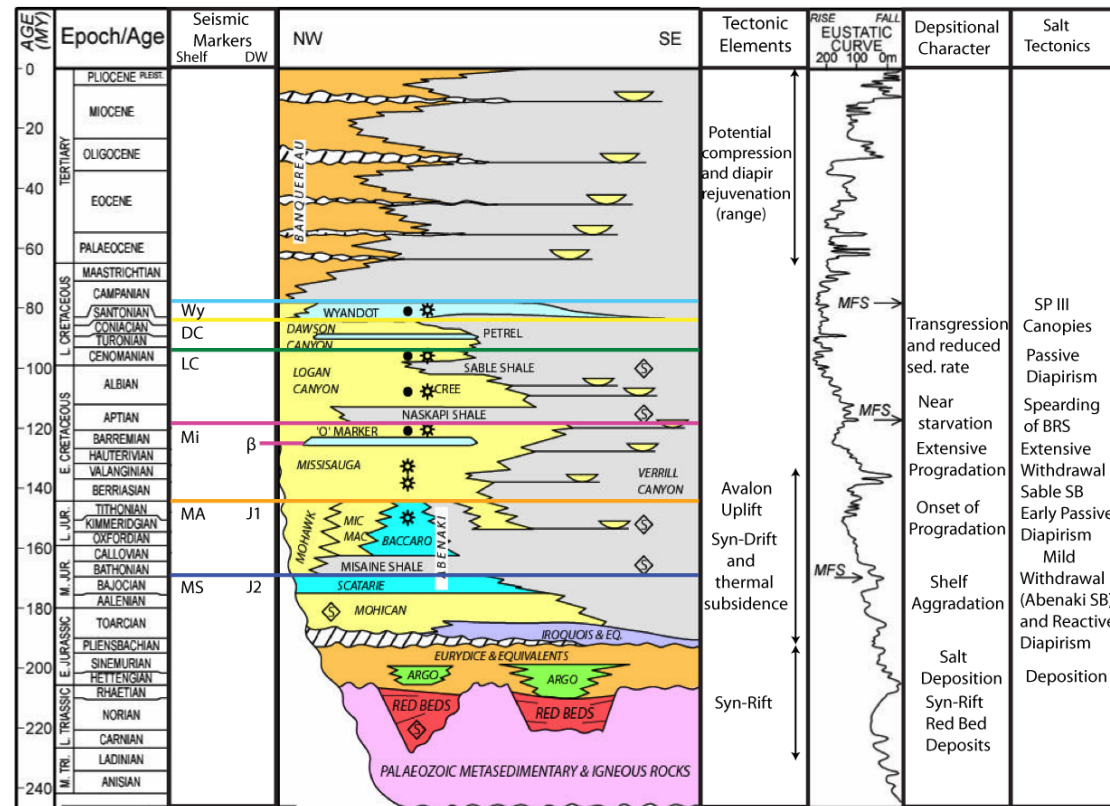 AGE (MY)
Epoch/Age
Seismic
Markers
Shelf DW
NW
SE
Tectonic
Elements
RISE FALL
EUSTATIC
CURVE
200 100 0m
Depsitional
Character
Salt
Tectonics
0
20
40
60
80
100
120
140
160
180
200
220
240
TERTIARY
L. CRETACEOUS
E. CRETACEOUS
L. JUR.
M. JUR.
E. JURASSIC
L. TRIASSIC
M. TRI.
PLIOCENE PLEIST.
MIOCENE
OLIGOCENE
EOCENE
PALAEOCENE
MAASTRICHTIAN
CAMPANIAN
SANTONIAN
CONIACIAN
TURONIAN
CENOMANIAN
ALBIAN
APTIAN
BARREMIAN
HAUTERIVIAN
VALANGINIAN
BERRIASIAN
TITHONIAN
KIMMERIDGIAN
OXFORDIAN
CALLOVIAN
BATHONIAN
BAJOCIAN
AALENIAN
TOARCIAN
PLIENSBACHIAN
SINEMURIAN
HETTENGIAN
RHAETIAN
NORIAN
CARNIAN
LADINIAN
ANISIAN
Wy
DC
LC
Mi
β
MA J1
MS J2
BANQUEREAU
WYANDOT
DAWSON
CANYON
PETREL
LOGAN
CANYON
SABLE SHALE
S
CREE
NASKAPI SHALE
S
'O' MARKER
MISSISAUGA
VERRILL
CANYON
MOHAWK
MIC
MAC
BACCARO
ABENAKI
S
MISAINE SHALE
S
SCATARIE
S
MOHICAN
IROQUOIS & EQ.
EURYDICE & EQUIVALENTS
ARGO
ARGO
RED BEDS
RED BEDS
S
PALAEOZOIC METASEDIMENTARY & IGNEOUS ROCKS
Potential
compression
and diapir
rejuvenation
(range)
Avalon
Uplift
Syn-Drift
and
thermal
subsidence
Syn-Rift
MFS
MFS
MFS
Transgression
and reduced
sed. rate
Near
starvation
Extensive
Progradation
Onset of
Progradation
Shelf
Aggradation
Salt
Deposition
Syn-Rift
Red Bed
Deposits
SP III
Canopies
Passive
Diapirism
Spearding
of BRS
Extensive
Withdrawal
Sable SB
Early Passive
Diapirism
Mild
Withdrawal
(Abenaki SB)
and Reactive
Diapirism
Deposition